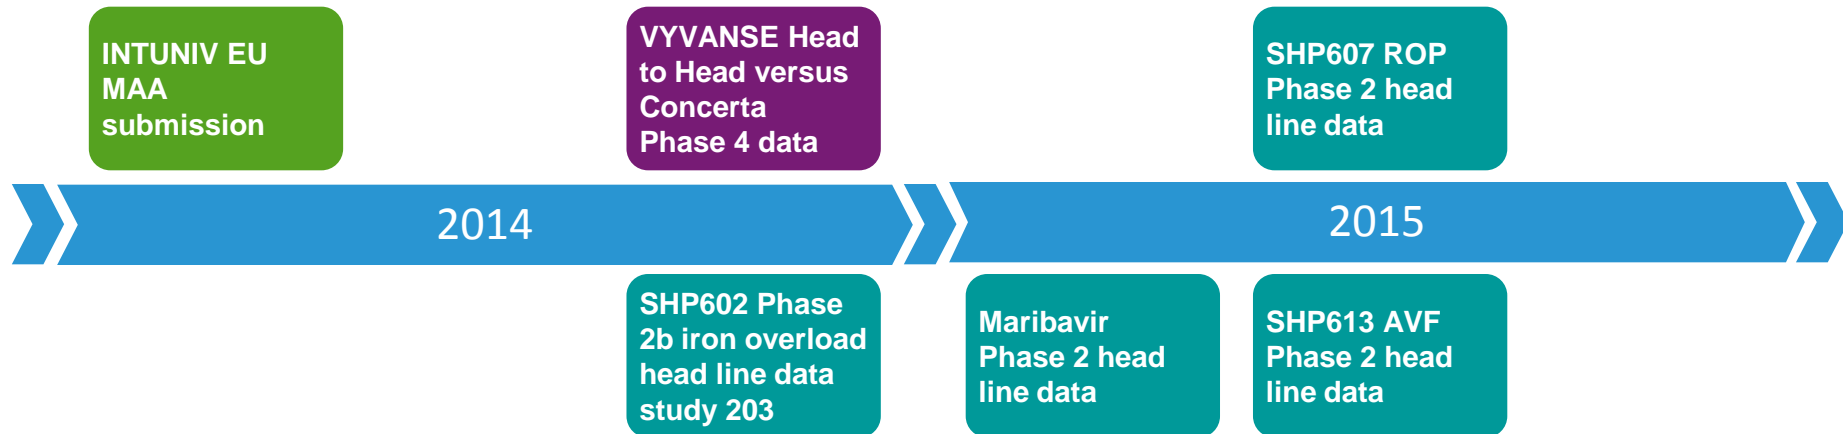 INTUNIV EU
MAA
submission
VYVANSE Head
to Head versus
Concerta
Phase 4 data
SHP607 ROP
Phase 2 head
line data
2014
2015
SHP602 Phase
2b iron overload
head line data
study 203
Maribavir
Phase 2 head
line data
SHP613 AVF
Phase 2 head
line data